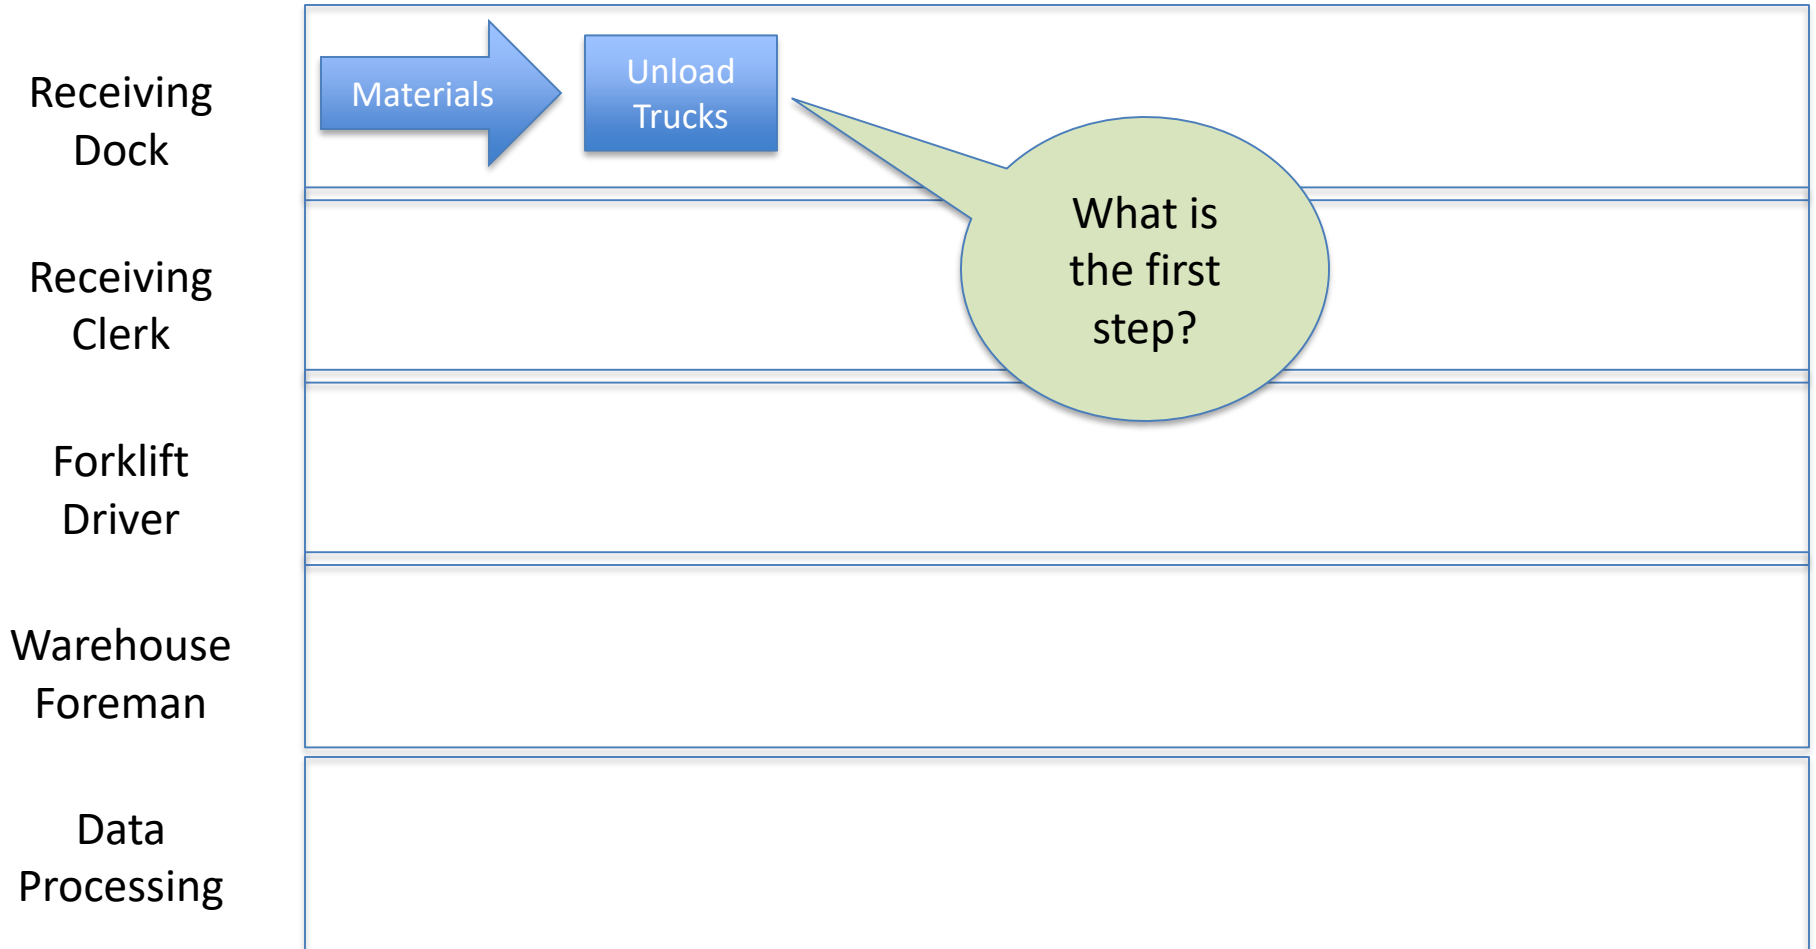 Receiving
Dock
Materials
Unload
Trucks
What is
the first
step?
Receiving
Clerk
Forklift
Driver
Warehouse
Foreman
Data
Processing